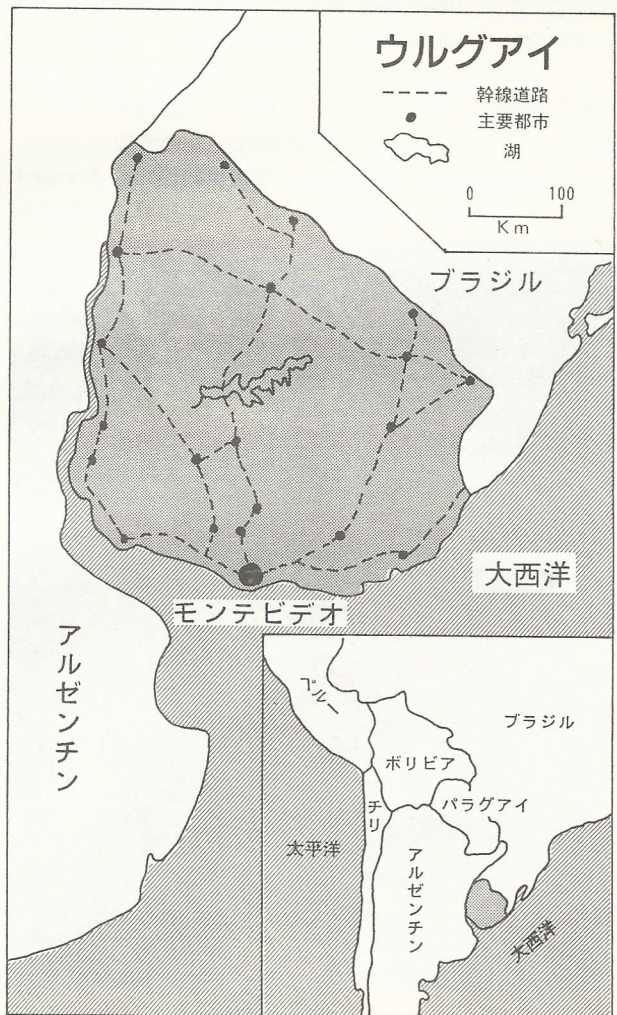 ウルグアイ
幹線道路
主要都市
湖
0 100
Km
ブラジル
大西洋
モンテビデオ
アルゼンチン
ペルー
ブラジル
ボリビア
パラグアイ
チリ
太平洋
アルゼンチン
大西洋